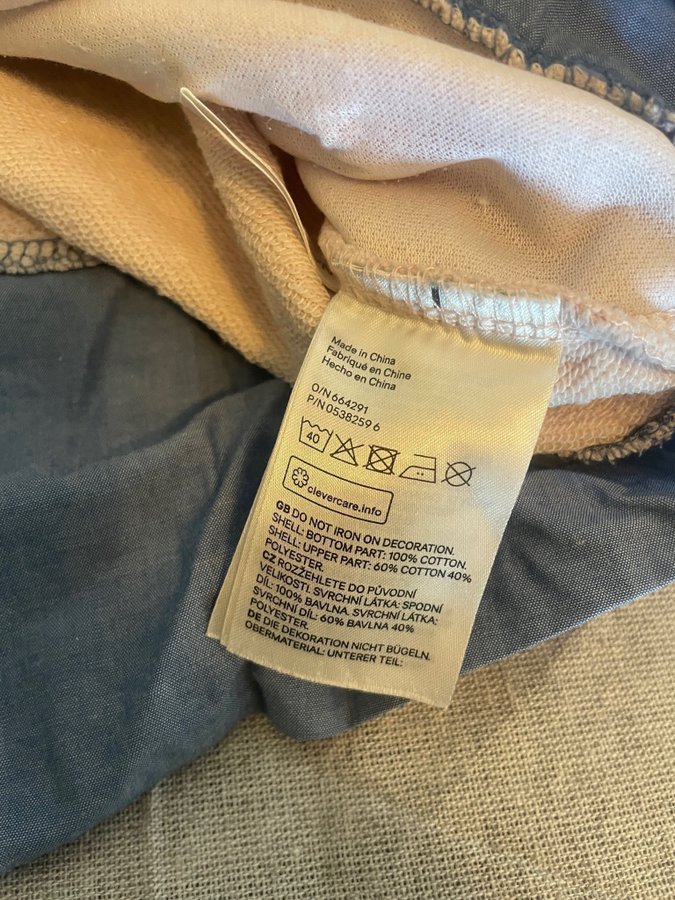 Made in China
Fabriqué en Chine
Hecho en China
O/N 664291
P/N 0538259 6
40
clevercare.info
GB DO NOT IRON ON DECORATION.
SHELL: BOTTOM PART: 100% COTTON.
SHELL: UPPER PART: 60% COTTON 40%
POLYESTER.
CZ ROZŽEHLETE DO PŮVODNÍ
VELIKOSTI. SVRCHNÍ LÁTKA: SPODNÍ
DÍL: 100% BAVLNA. SVRCHNÍ LÁTKA:
SVRCHNÍ DÍL: 60% BAVLNA 40%
POLYESTER.
DE DIE DEKORATION NICHT BÜGELN.
OBERMATERIAL: UNTERER TEIL: